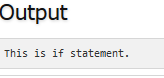 Output
This is if statement.